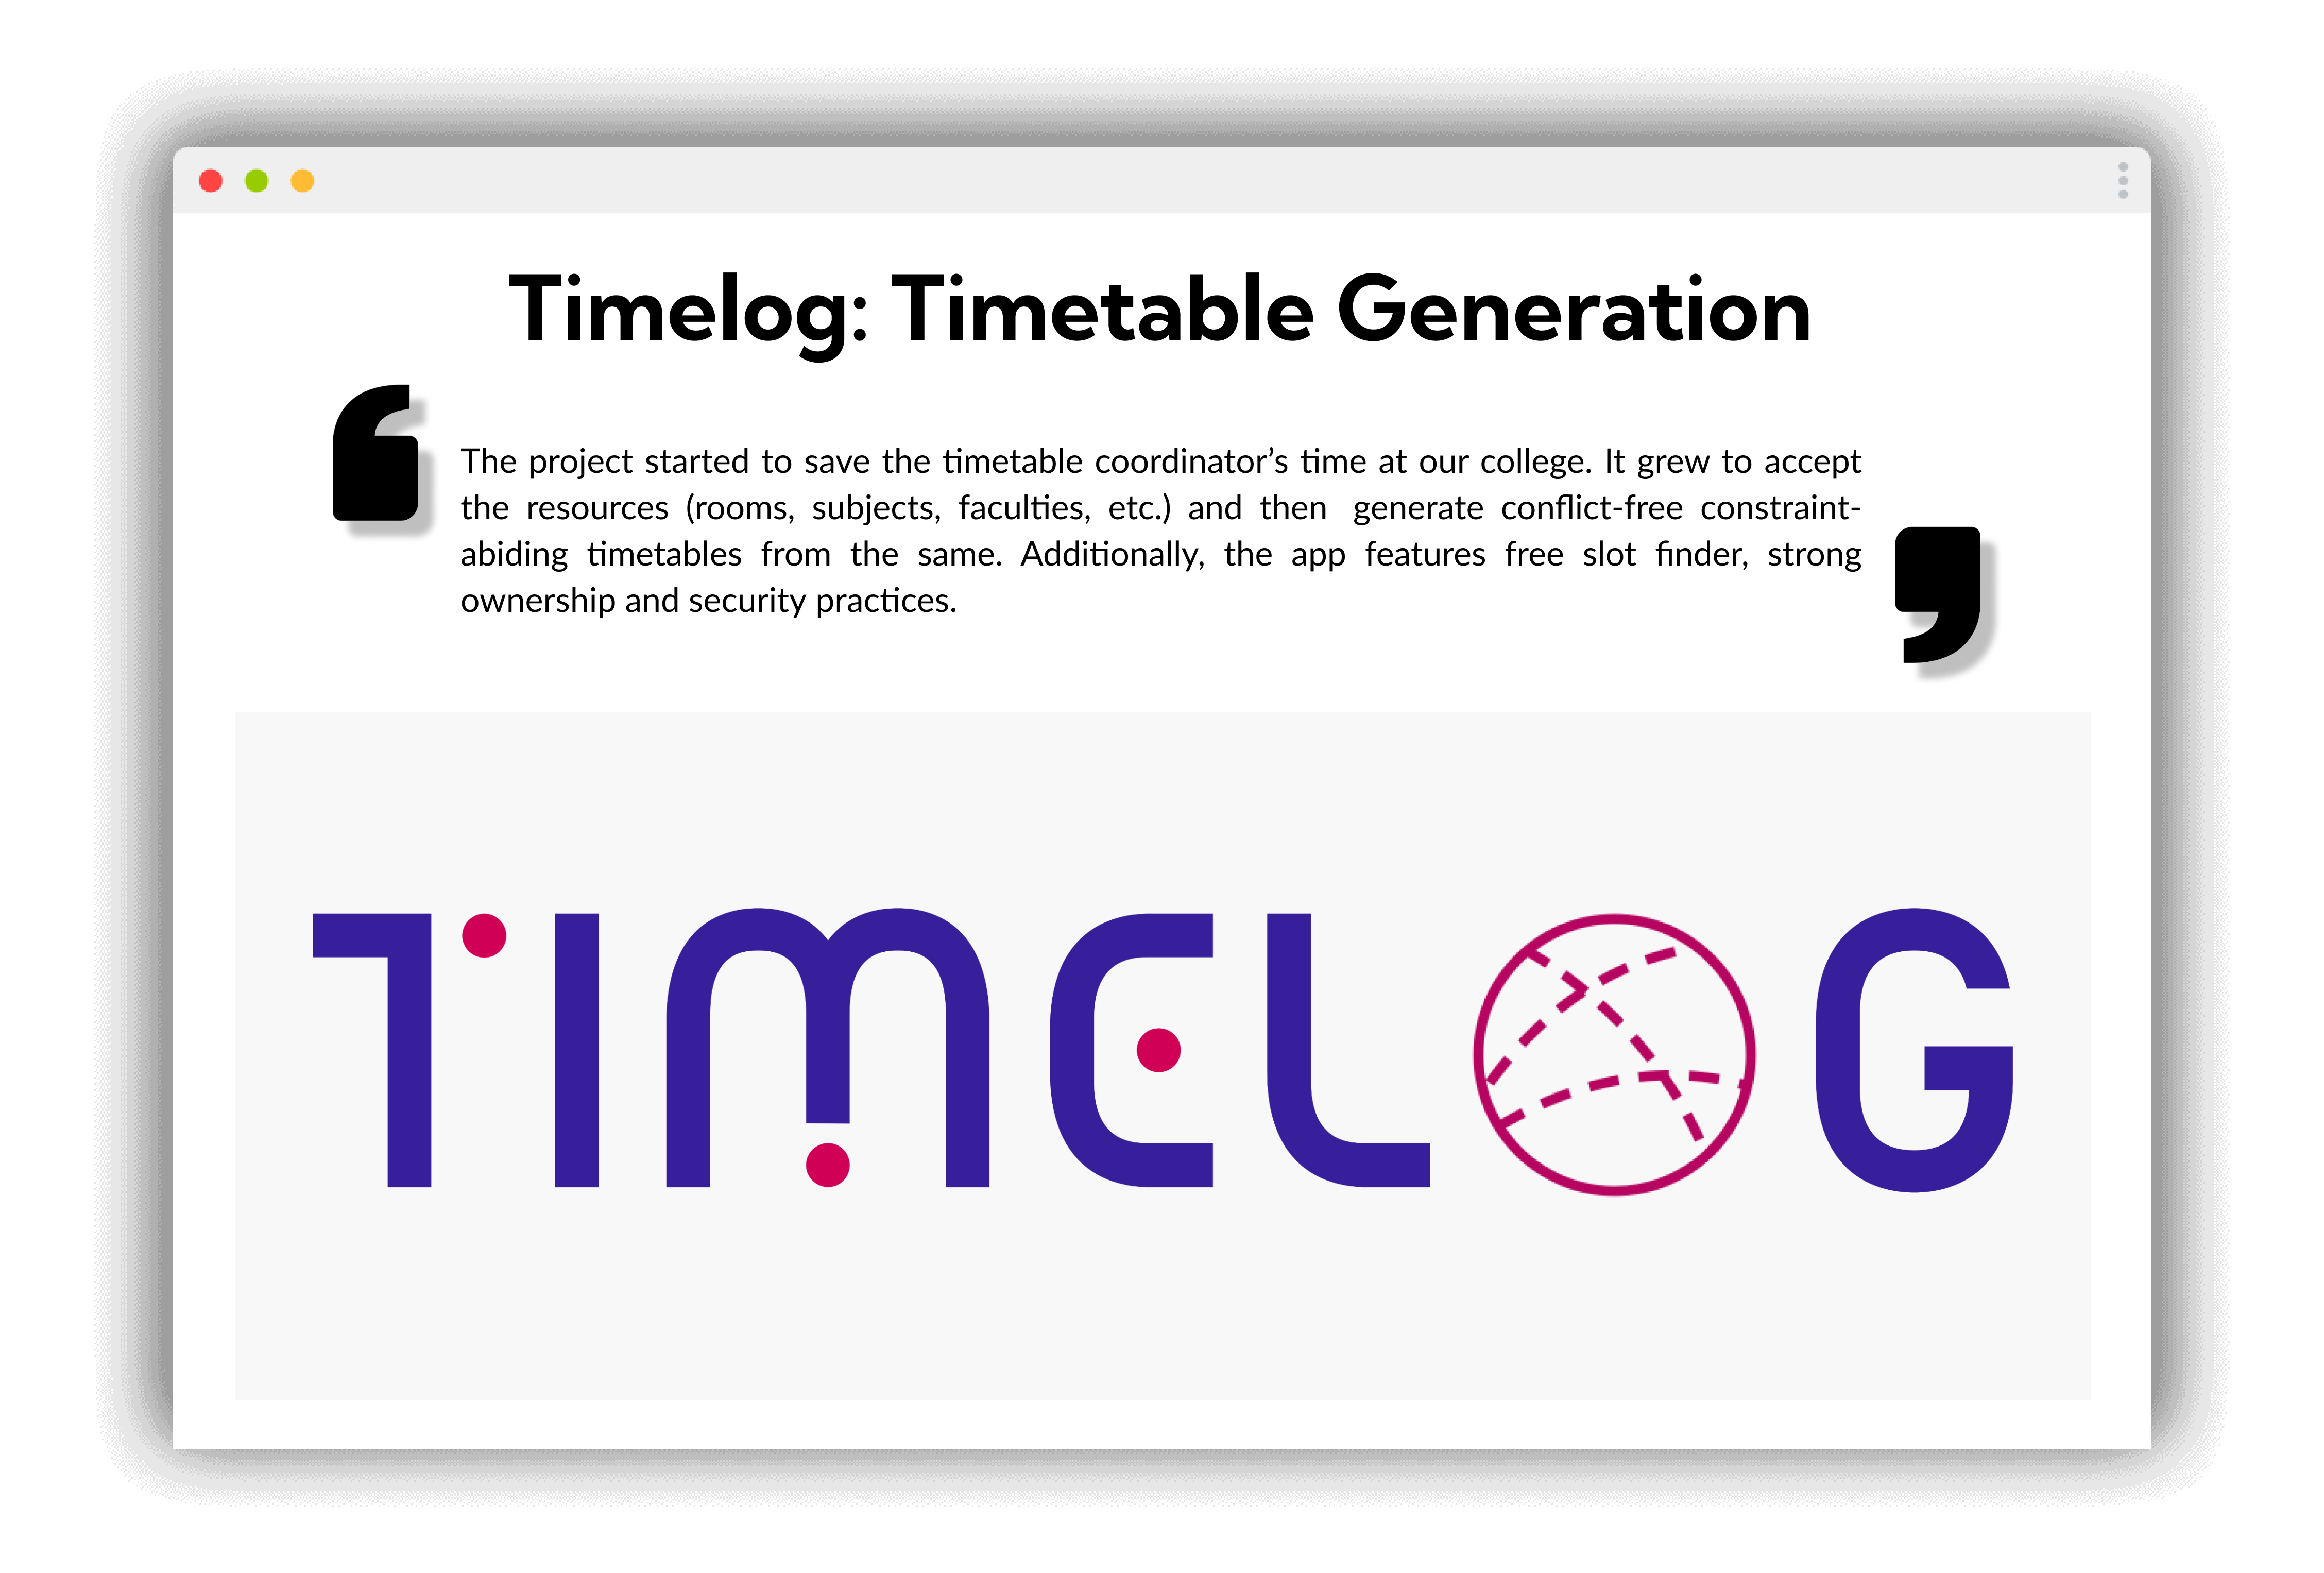 Timelog: Timetable Generation
The project started to save the timetable coordinator’s time at our college. It grew to accept
the resources (rooms, subjects, faculties, etc.) and then generate conflict-free constraint-
abiding timetables from the same. Additionally, the app features free slot finder, strong
ownership and security practices.
TIMELOG